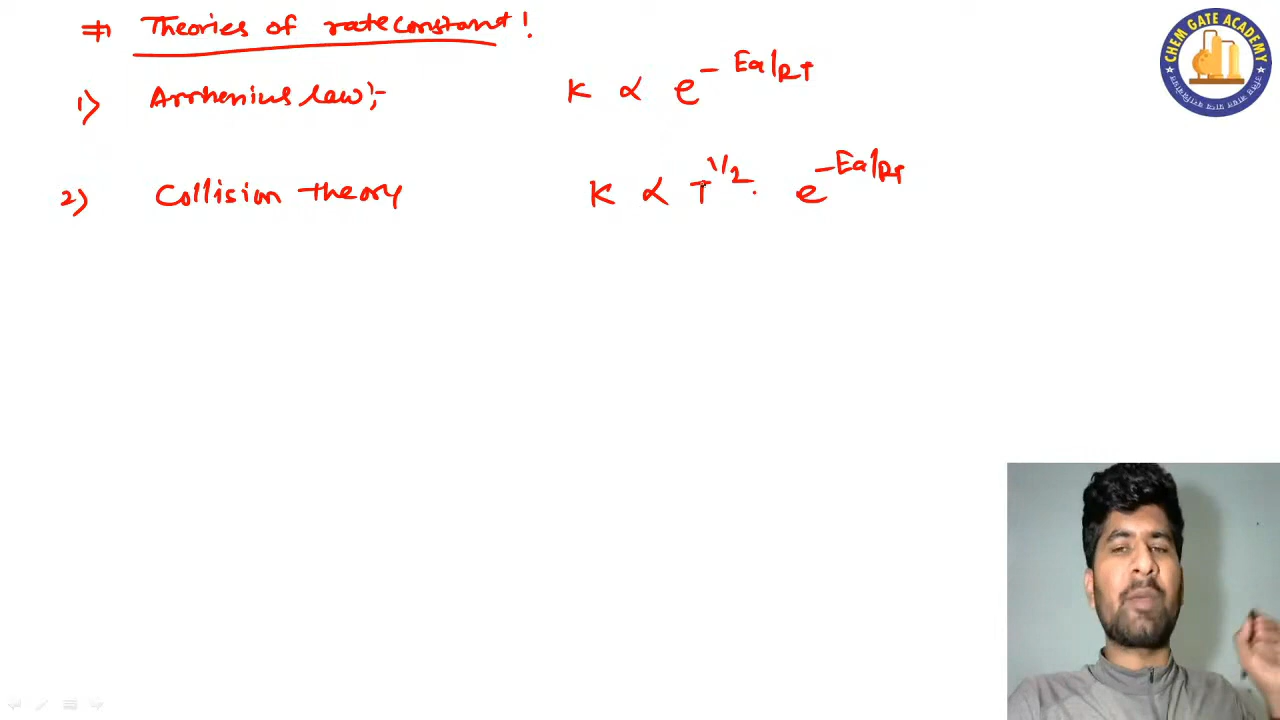 ⇒ Theories of rate constant!
1) Arrhenius law;- K ∝ e^-Ea/RT
2) Collision theory K ∝ T^1/2. e^-Ea/RT
CHEM GATE ACADEMY